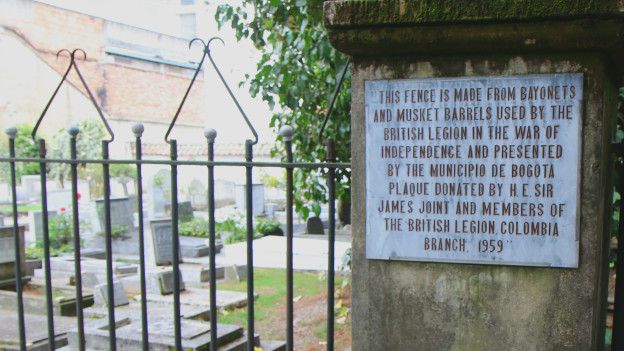 THIS FENCE IS MADE FROM BAYONETS
AND MUSKET BARRELS USED BY THE
BRITISH LEGION IN THE WAR OF
INDEPENDENCE AND PRESENTED
BY THE MUNICIPIO DE BOGOTA
PLAQUE DONATED BY H.E. SIR
JAMES JOINT AND MEMBERS OF
THE BRITISH LEGION, COLOMBIA
BRANCH, 1959"